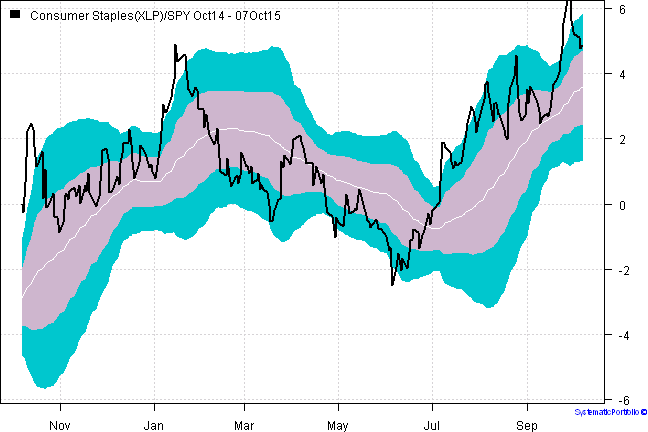 Consumer Staples(XLP)/SPY Oct14 - 07Oct15
6
4
2
0
-2
-4
-6
Nov Jan Mar May Jul Sep
SystematicPortfolio ©